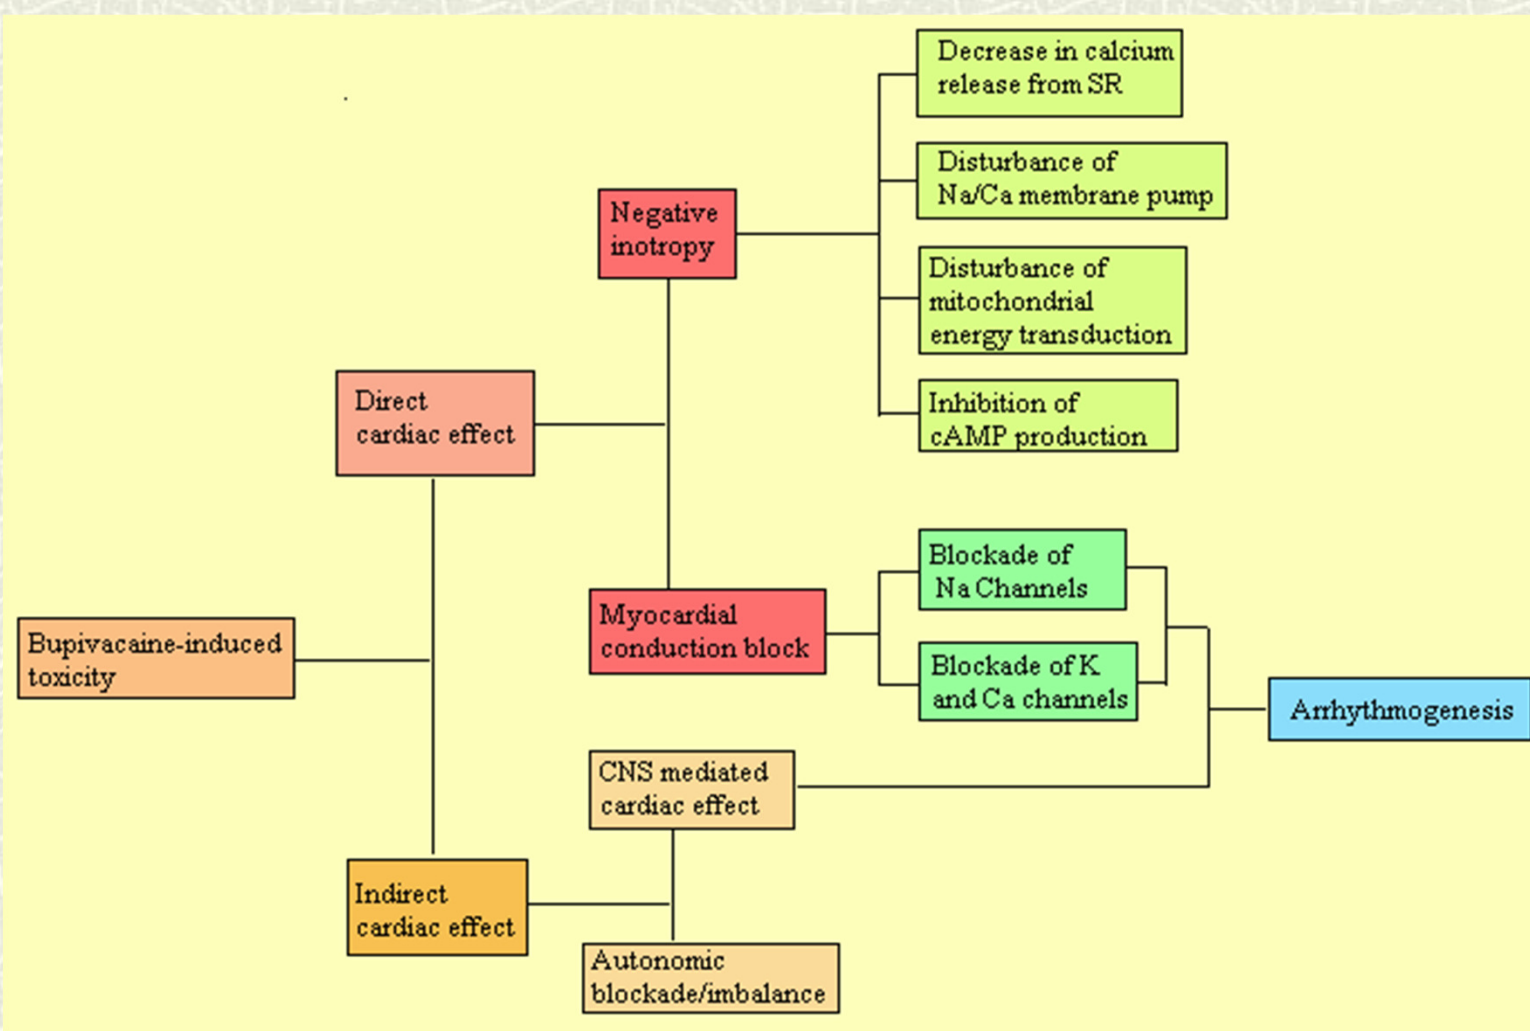 Decrease in calcium
release from SR
Disturbance of
Na/Ca membrane pump
Negative
inotropy
Disturbance of
mitochondrial
energy transduction
Direct
cardiac effect
Inhibition of
cAMP production
Blockade of
Na Channels
Myocardial
conduction block
Bupivacaine-induced
toxicity
Blockade of K
and Ca channels
Arrhythmogenesis
CNS mediated
cardiac effect
Indirect
cardiac effect
Autonomic
blockade/imbalance